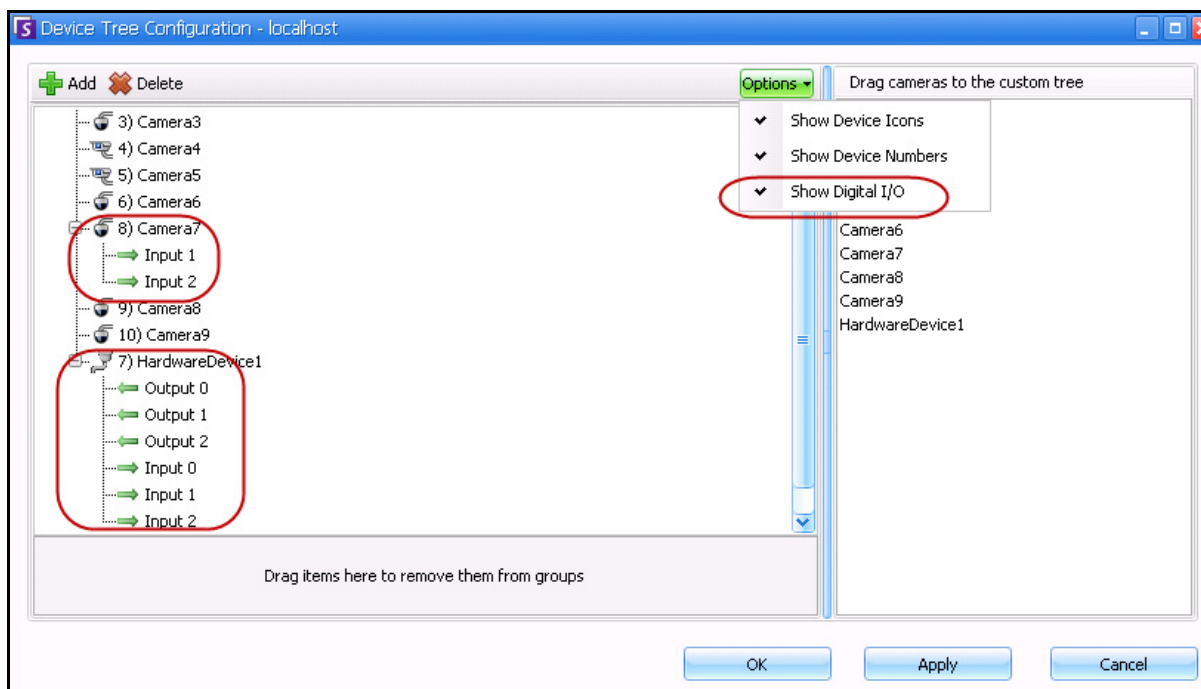 Device Tree Configuration - localhost
Add Delete Options Drag cameras to the custom tree
Show Device Icons
Show Device Numbers
Show Digital I/O
3) Camera3
4) Camera4
5) Camera5
6) Camera6
8) Camera7
Input 1
Input 2
9) Camera8
10) Camera9
7) HardwareDevice1
Output 0
Output 1
Output 2
Input 0
Input 1
Input 2
Drag items here to remove them from groups
Camera6
Camera7
Camera8
Camera9
HardwareDevice1
OK Apply Cancel